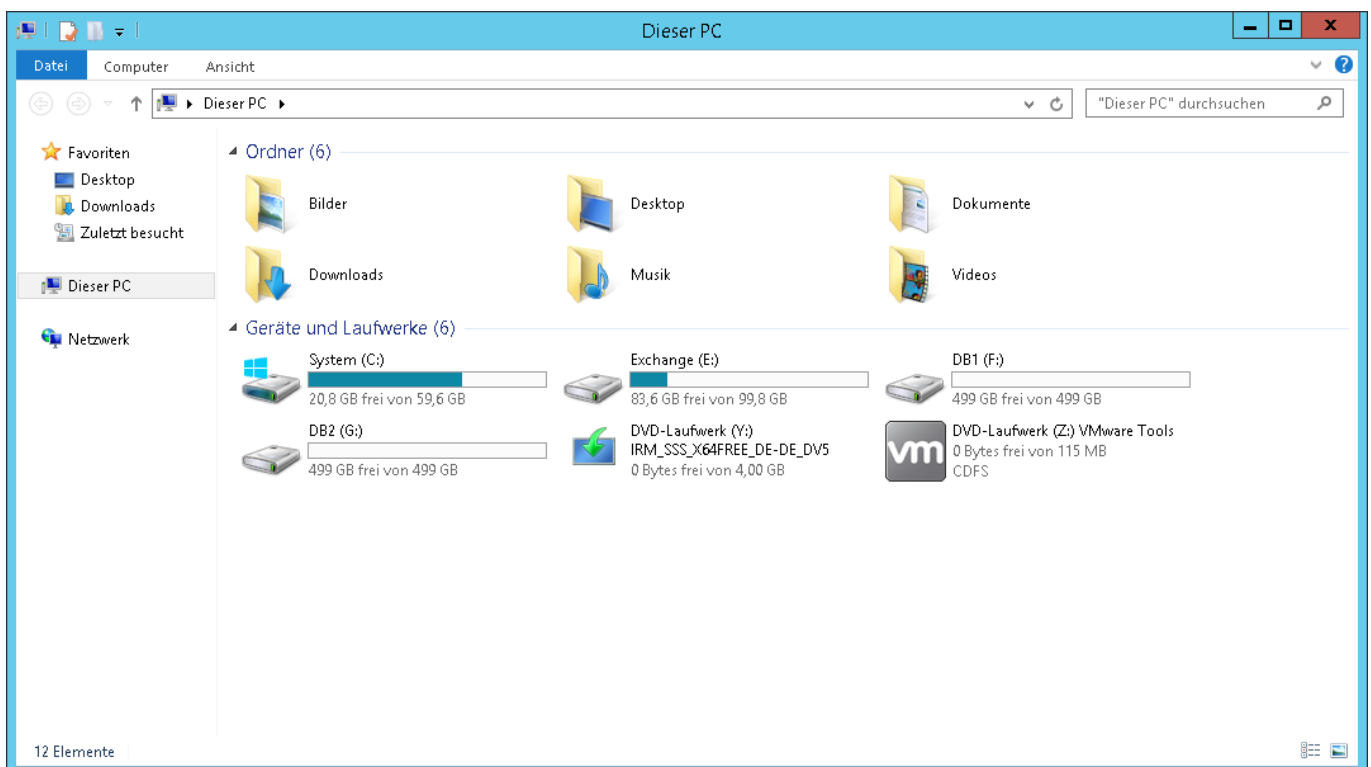 Dieser PC
Datei Computer Ansicht
Dieser PC
"Dieser PC" durchsuchen
Favoriten
Desktop
Downloads
Zuletzt besucht
Dieser PC
Netzwerk
Ordner (6)
Bilder
Desktop
Dokumente
Downloads
Musik
Videos
Geräte und Laufwerke (6)
System (C:)
20,8 GB frei von 59,6 GB
Exchange (E:)
83,6 GB frei von 99,8 GB
DB1 (F:)
499 GB frei von 499 GB
DB2 (G:)
499 GB frei von 499 GB
DVD-Laufwerk (Y:)
IRM_SSS_X64FREE_DE-DE_DV5
0 Bytes frei von 4,00 GB
vm
DVD-Laufwerk (Z:) VMware Tools
0 Bytes frei von 115 MB
CDFS
12 Elemente